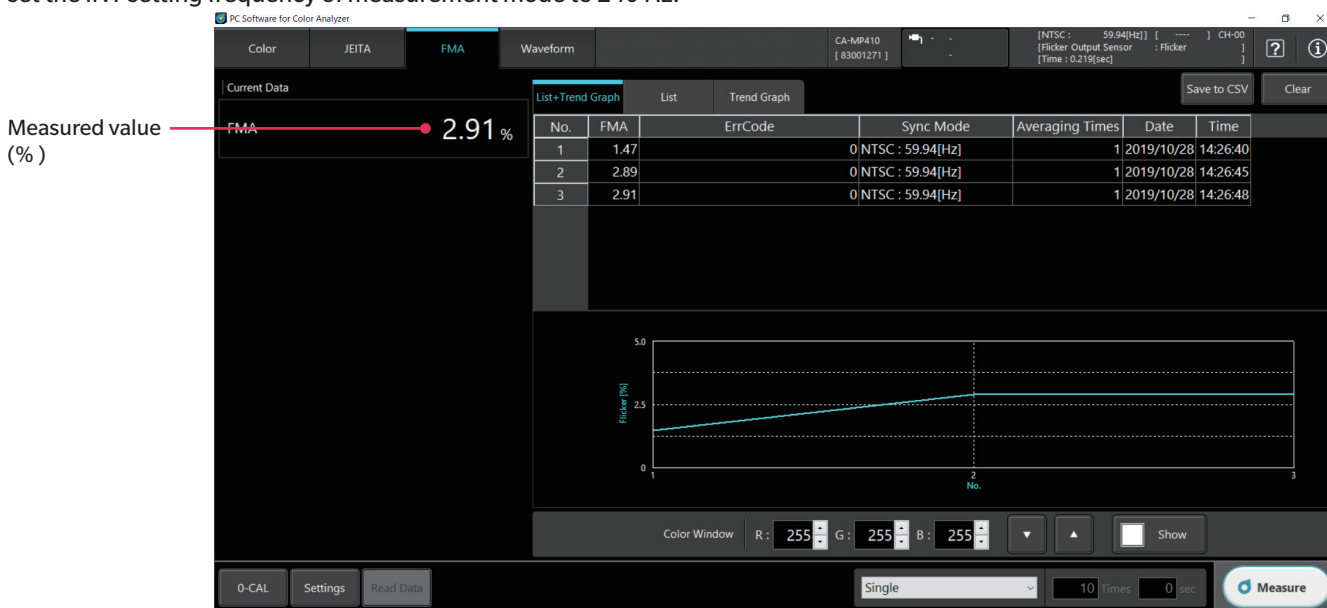 set the INT setting frequency of measurement mode to 240 Hz.
PC Software for Color Analyzer
Color JEITA FMA Waveform
CA-MP410
[ 83001271 ]
- -
-
[NTSC : 59.94[Hz]] [ ---- ] CH-00
[Flicker Output Sensor : Flicker ]
[Time : 0.219[sec] ]
Current Data
FMA 2.91 %
Measured value
(% )
List+Trend Graph List Trend Graph
Save to CSV Clear
No. FMA ErrCode Sync Mode Averaging Times Date Time
1 1.47 0 NTSC : 59.94[Hz] 1 2019/10/28 14:26:40
2 2.89 0 NTSC : 59.94[Hz] 1 2019/10/28 14:26:45
3 2.91 0 NTSC : 59.94[Hz] 1 2019/10/28 14:26:48
5.0
Flicker [%]
2.5
0
1 2 3
No.
Color Window R : 255 G : 255 B : 255 Show
0-CAL Settings Read Data
Single 10 Times 0 sec Measure